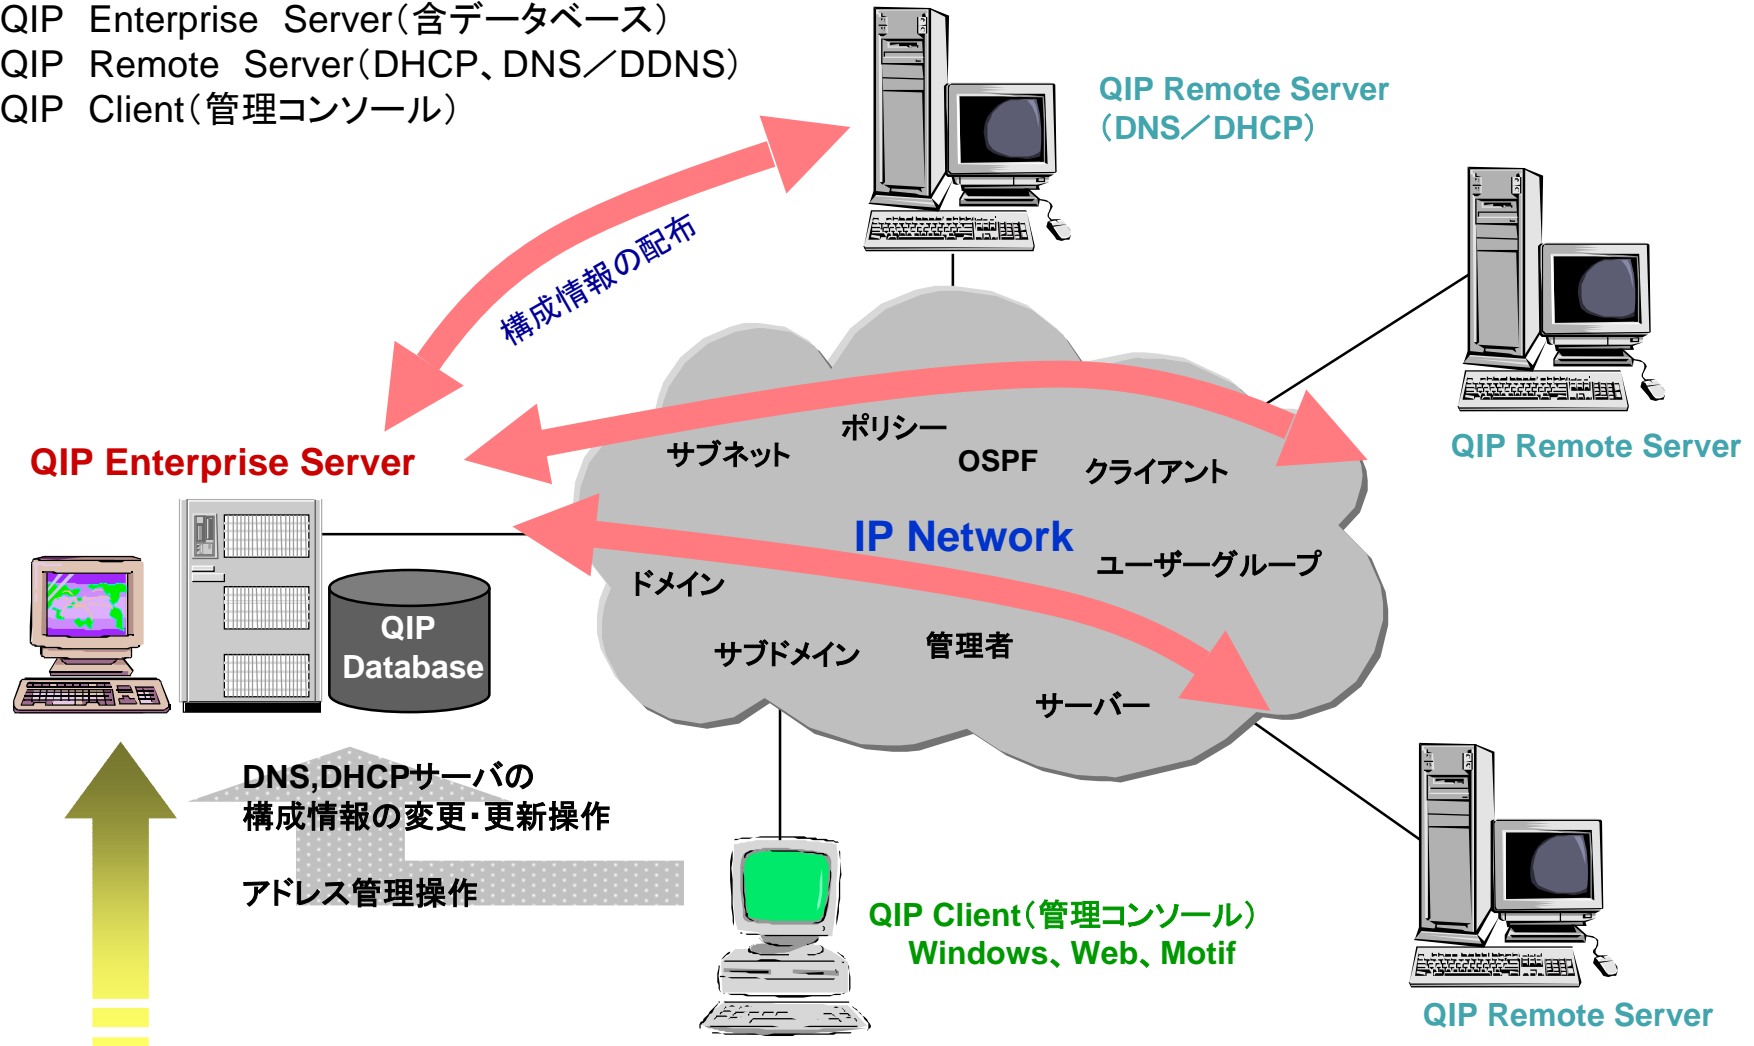 QIP Enterprise Server（含データベース）
QIP Remote Server（DHCP、DNS／DDNS）
QIP Client（管理コンソール）
QIP Remote Server
（DNS／DHCP）
構成情報の配布
QIP Remote Server
QIP Enterprise Server
ポリシー
サブネット
OSPF
クライアント
IP Network
ユーザーグループ
ドメイン
QIP
Database
サブドメイン
管理者
サーバー
DNS,DHCPサーバの
構成情報の変更・更新操作
アドレス管理操作
QIP Client（管理コンソール）
Windows、Web、Motif
QIP Remote Server